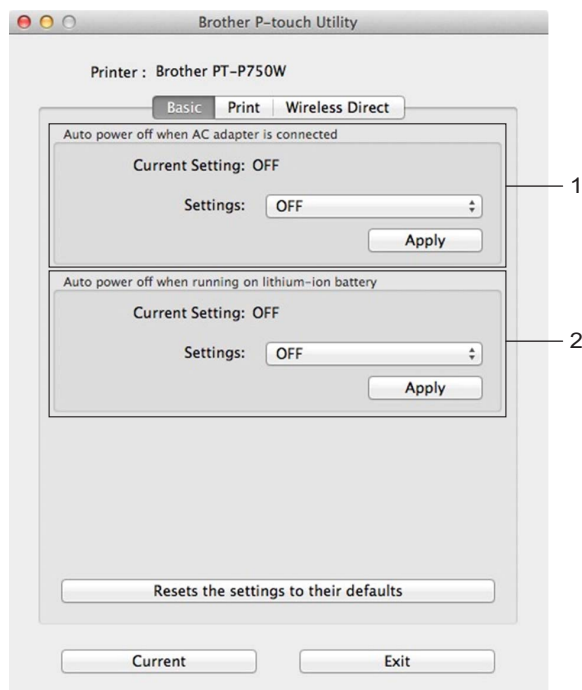 Brother P-touch Utility
Printer : Brother PT-P750W
Basic Print Wireless Direct
Auto power off when AC adapter is connected
Current Setting: OFF
Settings: OFF
Apply
1
Auto power off when running on lithium-ion battery
Current Setting: OFF
Settings: OFF
Apply
2
Resets the settings to their defaults
Current Exit